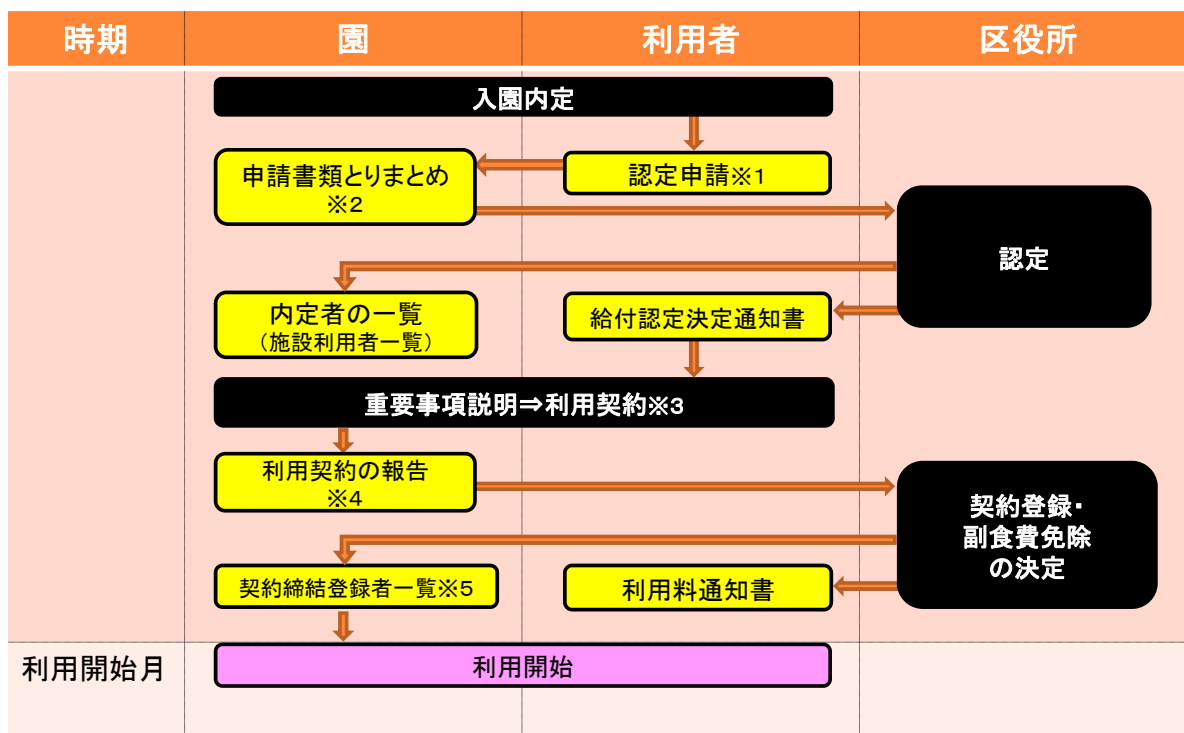 時期
園
利用者
区役所
入園内定
認定申請※1
申請書類とりまとめ
※2
認定
内定者の一覧
(施設利用者一覧)
給付認定決定通知書
重要事項説明⇒利用契約※3
利用契約の報告
※4
契約登録・
副食費免除
の決定
契約締結登録者一覧※5
利用料通知書
利用開始月
利用開始